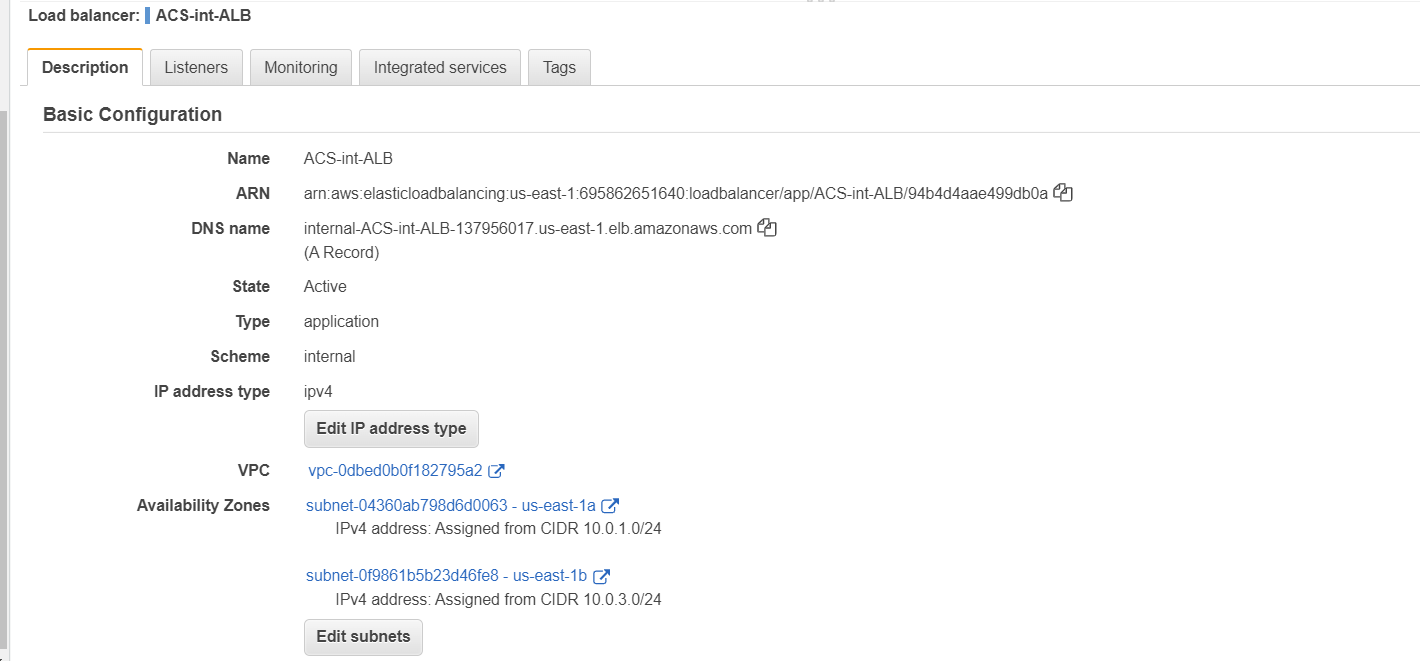 Load balancer: ACS-int-ALB
Description Listeners Monitoring Integrated services Tags
Basic Configuration
Name ACS-int-ALB
ARN arn:aws:elasticloadbalancing:us-east-1:695862651640:loadbalancer/app/ACS-int-ALB/94b4d4aae499db0a
DNS name internal-ACS-int-ALB-137956017.us-east-1.elb.amazonaws.com
(A Record)
State Active
Type application
Scheme internal
IP address type ipv4
Edit IP address type
VPC vpc-0dbed0b0f182795a2
Availability Zones subnet-04360ab798d6d0063 - us-east-1a
IPv4 address: Assigned from CIDR 10.0.1.0/24
subnet-0f9861b5b23d46fe8 - us-east-1b
IPv4 address: Assigned from CIDR 10.0.3.0/24
Edit subnets